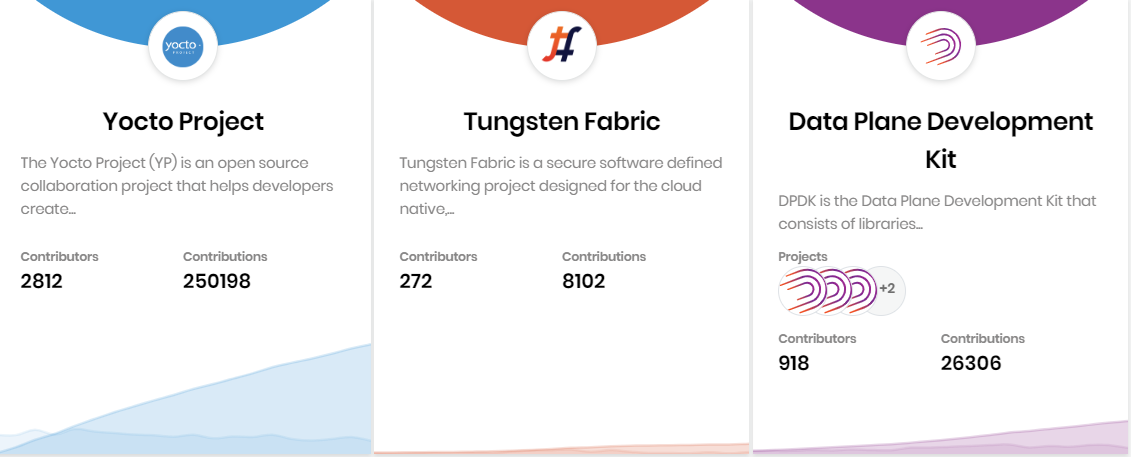 yocto
PROJECT
Yocto Project
The Yocto Project (YP) is an open source
collaboration project that helps developers
create...
Contributors
Contributions
2812
250198
Tungsten Fabric
Tungsten Fabric is a secure software defined
networking project designed for the cloud
native,...
Contributors
Contributions
272
8102
Data Plane Development
Kit
DPDK is the Data Plane Development Kit that
consists of libraries...
Projects
+2
Contributors
Contributions
918
26306